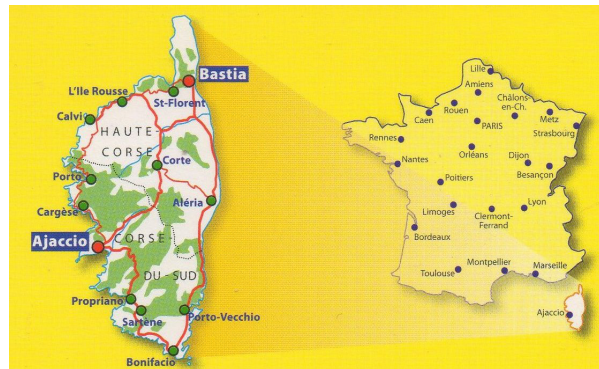 Bastia
L'Ile Rousse
St-Florent
Calvi
HAUTE-
CORSE
Corte
Porto
Cargèse
Aléria
Ajaccio
CORSE-
DU-SUD
Propriano
Sartène
Porto-Vecchio
Bonifacio
Lille
Amiens
Rouen
Caen
Châlons-
en-Ch.
Metz
PARIS
Strasbourg
Rennes
Orléans
Nantes
Dijon
Besançon
Poitiers
Limoges
Clermont-
Ferrand
Lyon
Bordeaux
Toulouse
Montpellier
Marseille
Ajaccio